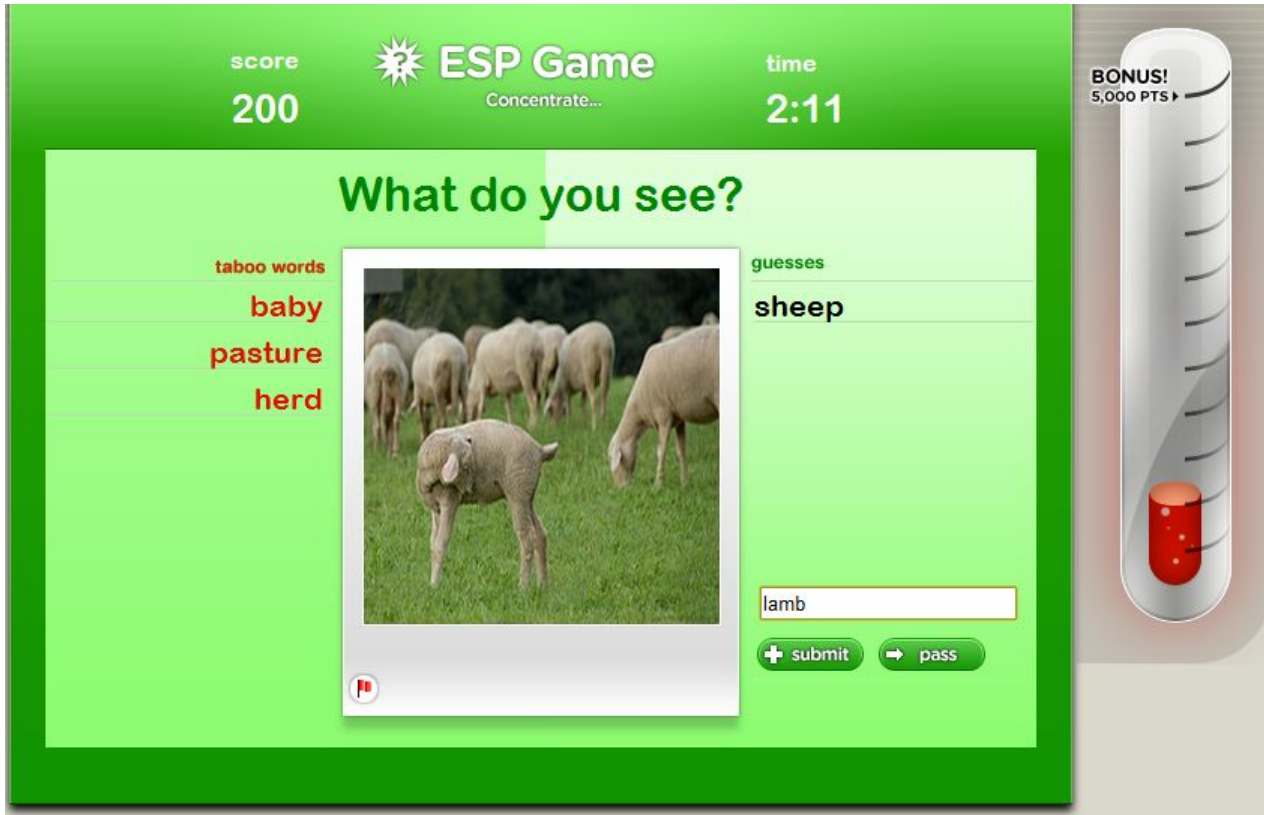 score
200
? ESP Game
Concentrate...
time
2:11
BONUS!
5,000 PTS
What do you see?
taboo words
baby
pasture
herd
guesses
sheep
lamb
submit
pass